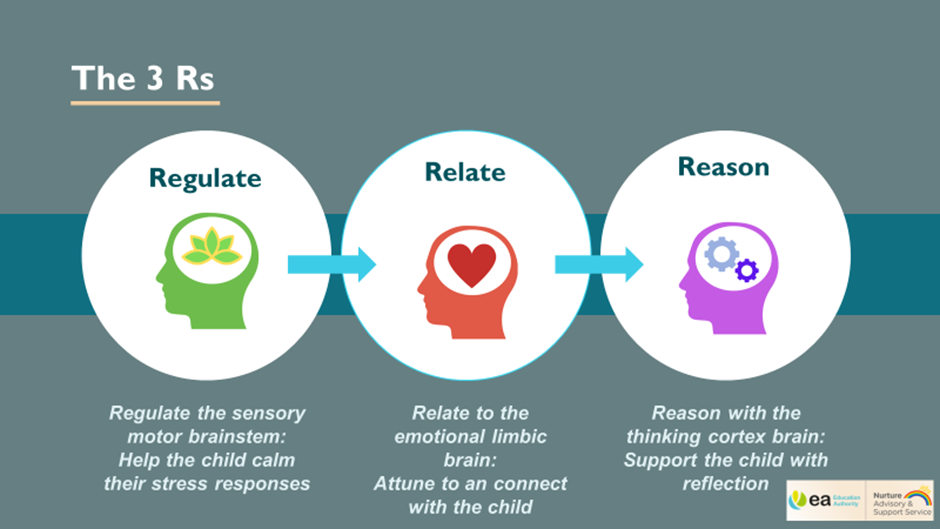 The 3 Rs
Regulate
Relate
Reason
Regulate the sensory
motor brainstem:
Help the child calm
their stress responses
Relate to the
emotional limbic
brain:
Attune to an connect
with the child
Reason with the
thinking cortex brain:
Support the child with
reflection
ea Education
Authority
Nurture
Advisory &
Support Service